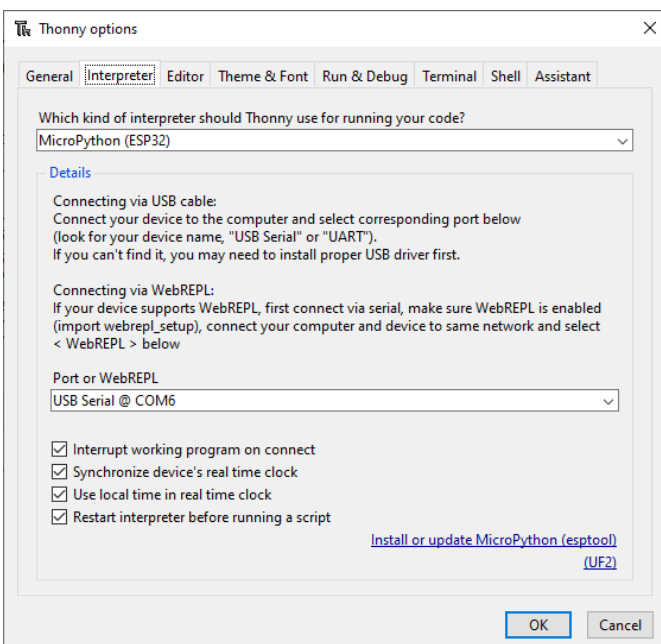 Thonny options
General Interpreter Editor Theme & Font Run & Debug Terminal Shell Assistant
Which kind of interpreter should Thonny use for running your code?
MicroPython (ESP32)
Details
Connecting via USB cable:
Connect your device to the computer and select corresponding port below
(look for your device name, "USB Serial" or "UART").
If you can't find it, you may need to install proper USB driver first.
Connecting via WebREPL:
If your device supports WebREPL, first connect via serial, make sure WebREPL is enabled
(import webrepl_setup), connect your computer and device to same network and select
< WebREPL > below
Port or WebREPL
USB Serial @ COM6
Interrupt working program on connect
Synchronize device's real time clock
Use local time in real time clock
Restart interpreter before running a script
Install or update MicroPython (esptool)
(UF2)
OK Cancel